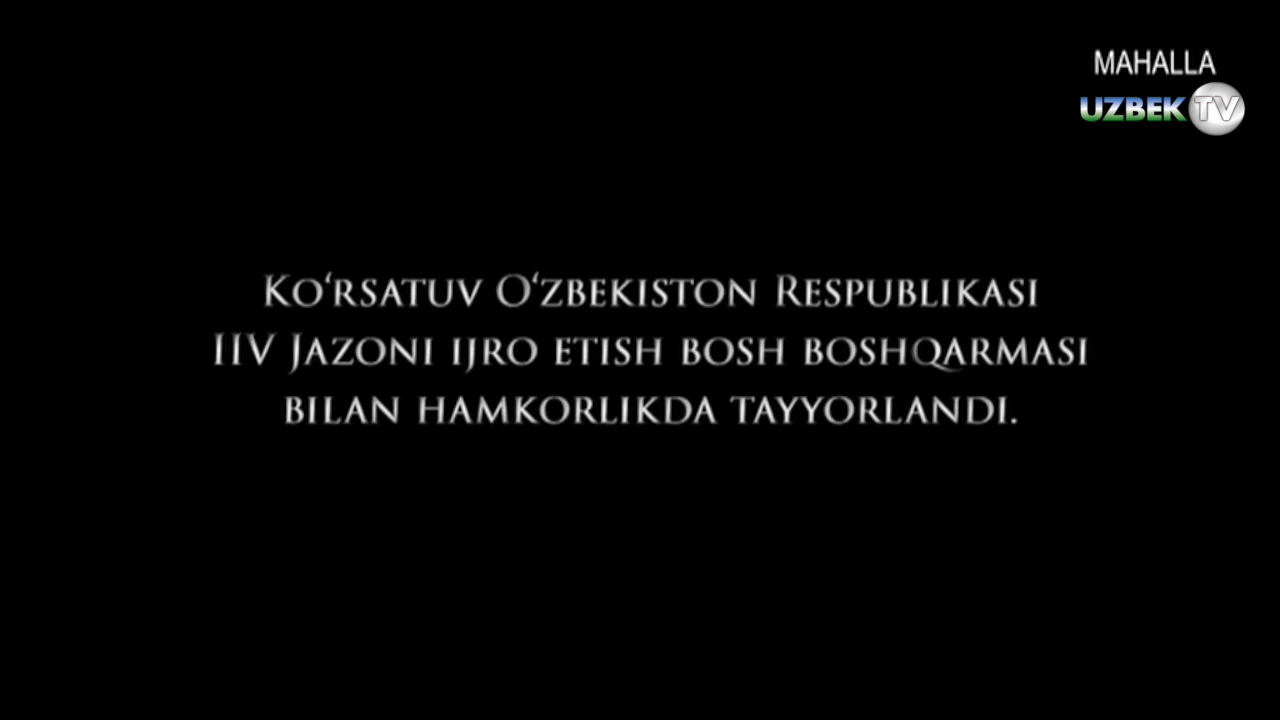 MAHALLA
UZBEK TV
Ko‘rsatuv O‘zbekiston Respublikasi
IIV Jazoni ijro etish bosh boshqarmasi
bilan hamkorlikda tayyorlandi.